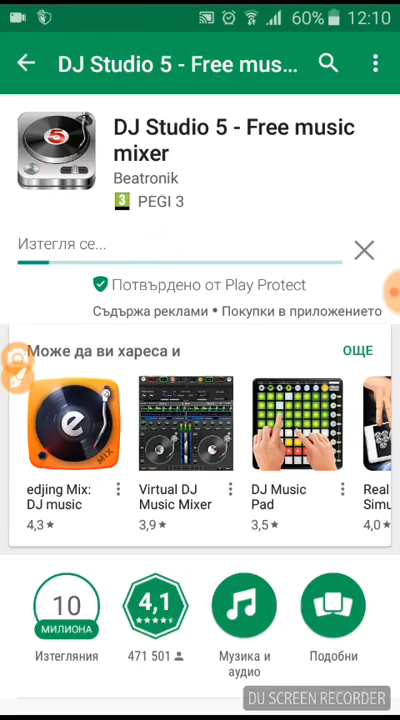 60% 12:10
DJ Studio 5 - Free mus...
5
DJ Studio 5 - Free music
mixer
Beatronik
3 PEGI 3
Изтегля се...
Потвърдено от Play Protect
Съдържа реклами • Покупки в приложението
Може да ви хареса и
ОЩЕ
e
MIX
edjing Mix:
DJ music
4,3★
Virtual DJ
Music Mixer
3,9★
DJ Music
Pad
3,5★
Real
Simu
4,0★
10
МИЛИОНА
Изтегляния
4,1
471 501
Музика и
аудио
Подобни
DU SCREEN RECORDER